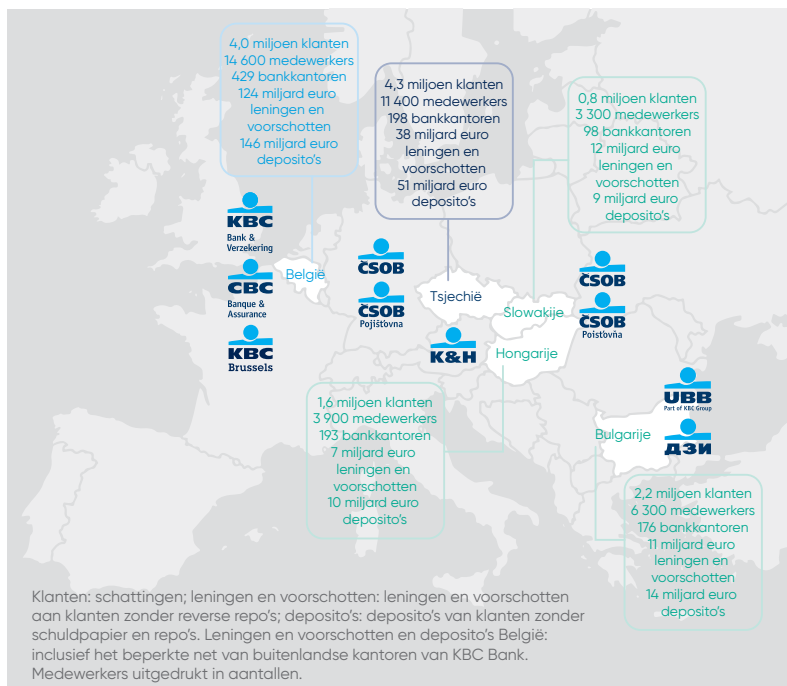 4,0 miljoen klanten
14 600 medewerkers
429 bankkantoren
124 miljard euro
leningen en
voorschotten
146 miljard euro
deposito's
4,3 miljoen klanten
11 400 medewerkers
198 bankkantoren
38 miljard euro
leningen en
voorschotten
51 miljard euro
deposito's
0,8 miljoen klanten
3 300 medewerkers
98 bankkantoren
12 miljard euro
leningen en
voorschotten
9 miljard euro
deposito's
KBC
Bank &
Verzekering
CBC
Banque &
Assurance
KBC
Brussels
België
ČSOB
ČSOB
Pojišťovna
Tsjechië
Slowakije
ČSOB
ČSOB
Poisťovňa
K&H
Hongarije
1,6 miljoen klanten
3 900 medewerkers
193 bankkantoren
7 miljard euro
leningen en
voorschotten
10 miljard euro
deposito's
Bulgarije
UBB
Part of KBC Group
ДЗИ
2,2 miljoen klanten
6 300 medewerkers
176 bankkantoren
11 miljard euro
leningen en
voorschotten
14 miljard euro
deposito's
Klanten: schattingen; leningen en voorschotten: leningen en voorschotten
aan klanten zonder reverse repo's; deposito's: deposito's van klanten zonder
schuldpapier en repo's. Leningen en voorschotten en deposito's België:
inclusief het beperkte net van buitenlandse kantoren van KBC Bank.
Medewerkers uitgedrukt in aantallen.